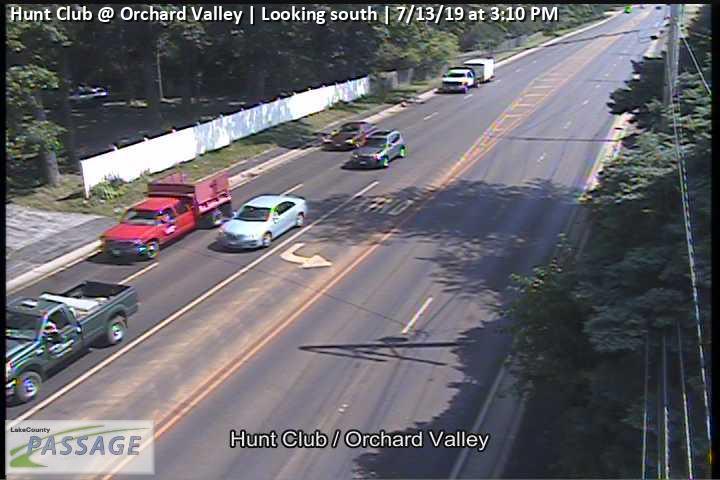 Hunt Club @ Orchard Valley | Looking south | 7/13/19 at 3:10 PM
Hunt Club / Orchard Valley
LakeCounty
PASSAGE